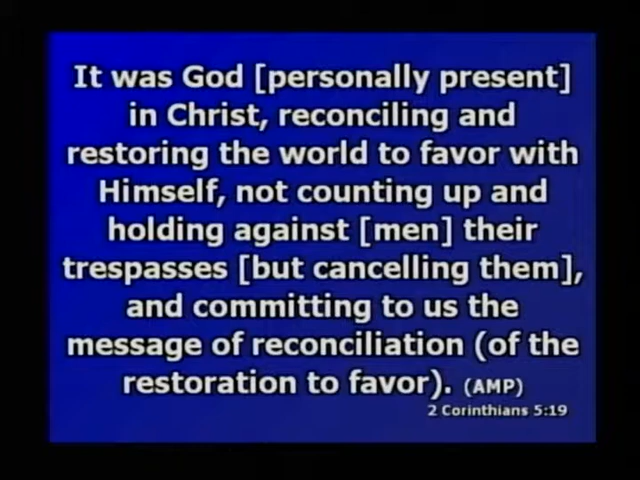 It was God [personally present]
in Christ, reconciling and
restoring the world to favor with
Himself, not counting up and
holding against [men] their
trespasses [but cancelling them],
and committing to us the
message of reconciliation (of the
restoration to favor). (AMP)
2 Corinthians 5:19